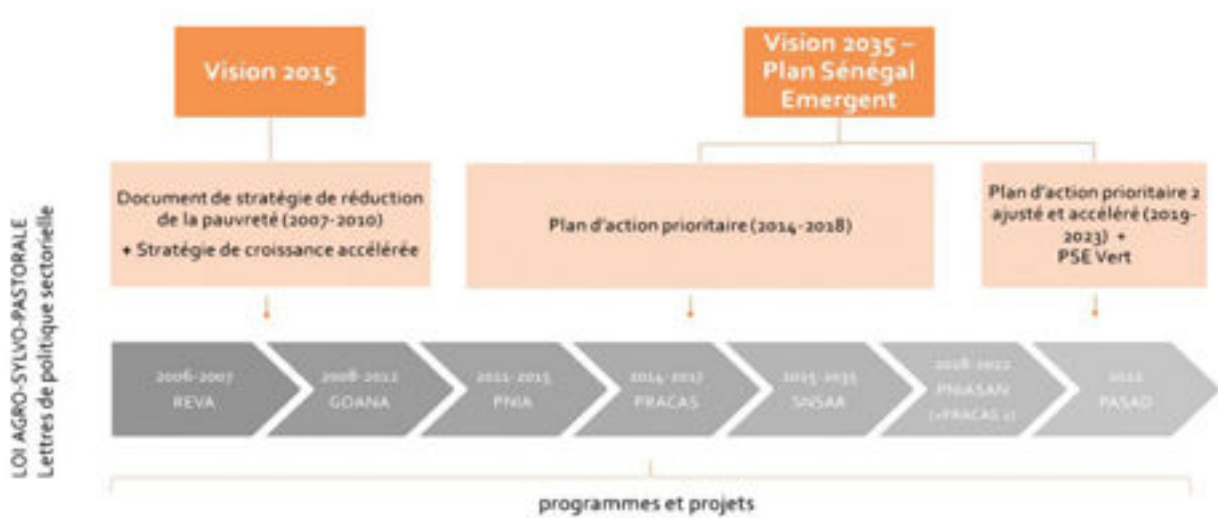 Vision 2015
Vision 2035 –
Plan Sénégal
Emergent
Document de stratégie de réduction
de la pauvreté (2007-2010)
+ Stratégie de croissance accélérée
Plan d'action prioritaire (2014-2018)
Plan d'action prioritaire 2
ajusté et accéléré (2019-
2023) +
PSE Vert
LOI AGRO-SYLVO-PASTORALE
Lettres de politique sectorielle
2006-2007
REVA
2008-2012
GOANA
2011-2015
PNIA
2014-2017
PRACAS
2015-2035
SNSAR
2018-2022
PNIASAN
(+PRACAS 2)
PASAD
programmes et projets